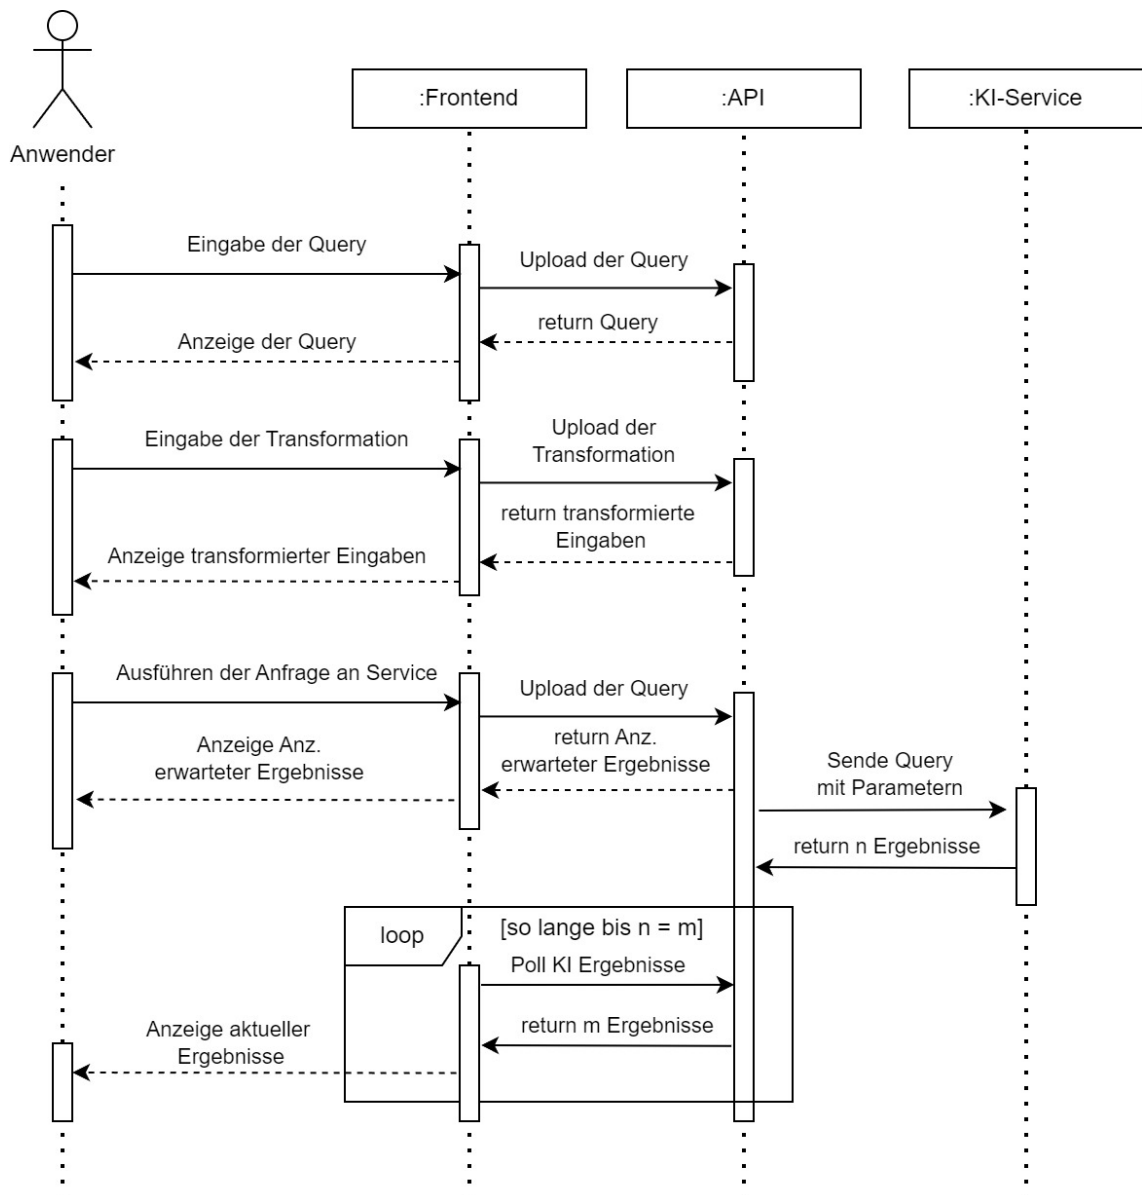 :Frontend
:API
:KI-Service
Anwender
Eingabe der Query
Upload der Query
return Query
Anzeige der Query
Eingabe der Transformation
Upload der
Transformation
return transformierte
Eingaben
Anzeige transformierter Eingaben
Ausführen der Anfrage an Service
Upload der Query
return Anz.
erwarteter Ergebnisse
Anzeige Anz.
erwarteter Ergebnisse
Sende Query
mit Parametern
return n Ergebnisse
loop
[so lange bis n = m]
Poll KI Ergebnisse
return m Ergebnisse
Anzeige aktueller
Ergebnisse